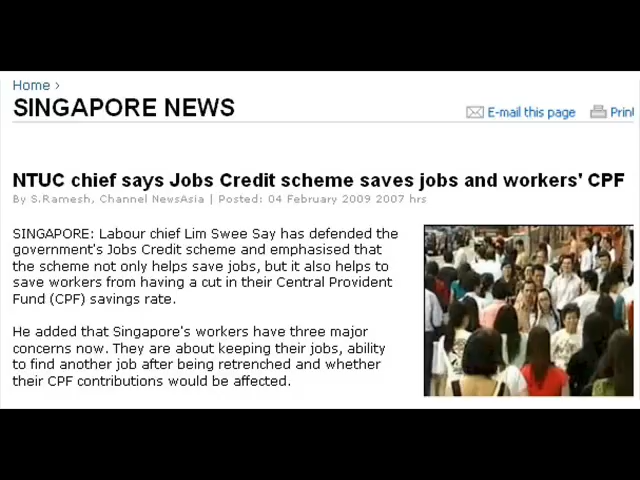 Home ›
SINGAPORE NEWS
E-mail this page
NTUC chief says Jobs Credit scheme saves jobs and workers' CPF
By S.Ramesh, Channel NewsAsia | Posted: 04 February 2009 2007 hrs
SINGAPORE: Labour chief Lim Swee Say has defended the
government's Jobs Credit scheme and emphasised that
the scheme not only helps save jobs, but it also helps to
save workers from having a cut in their Central Provident
Fund (CPF) savings rate.
He added that Singapore's workers have three major
concerns now. They are about keeping their jobs, ability
to find another job after being retrenched and whether
their CPF contributions would be affected.